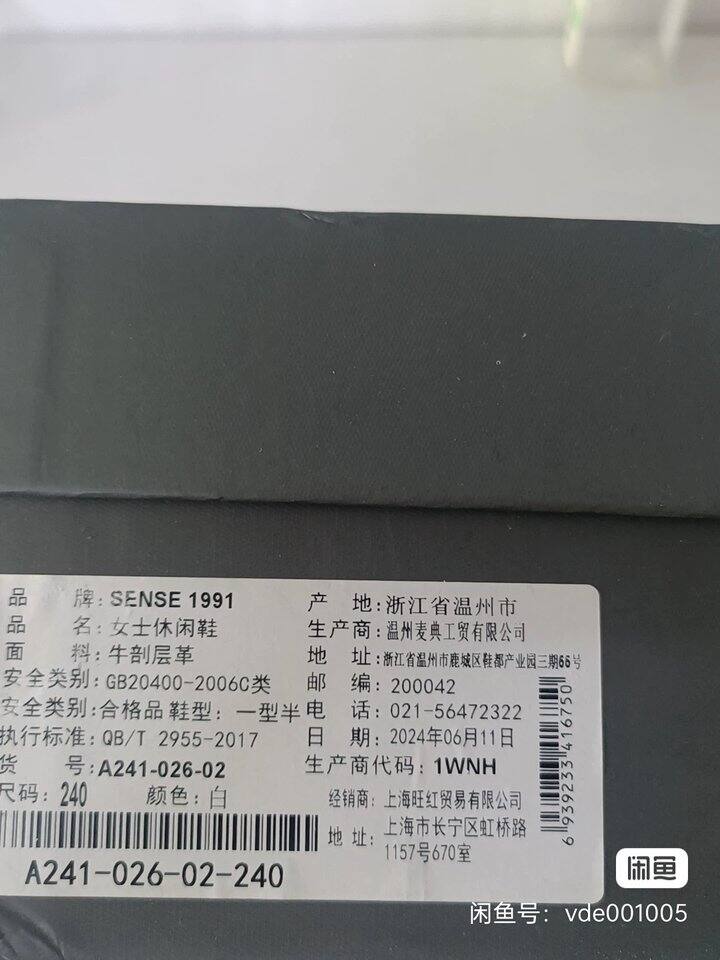 品 牌: SENSE 1991
品 名: 女士休闲鞋
面 料: 牛剖层革
安全类别: GB20400-2006C类
安全类别: 合格品 鞋型: 一型半
执行标准: QB/T 2955-2017
货 号: A241-026-02
尺码: 240 颜色: 白
A241-026-02-240
产 地: 浙江省温州市
生产商: 温州麦典工贸有限公司
地 址: 浙江省温州市鹿城区鞋都产业园三期66号
邮 编: 200042
电 话: 021-56472322
日 期: 2024年06月11日
生产商代码: 1WNH
经销商: 上海旺红贸易有限公司
地 址: 上海市长宁区虹桥路
1157号670室
6939233416750
闲鱼
闲鱼号: vde001005